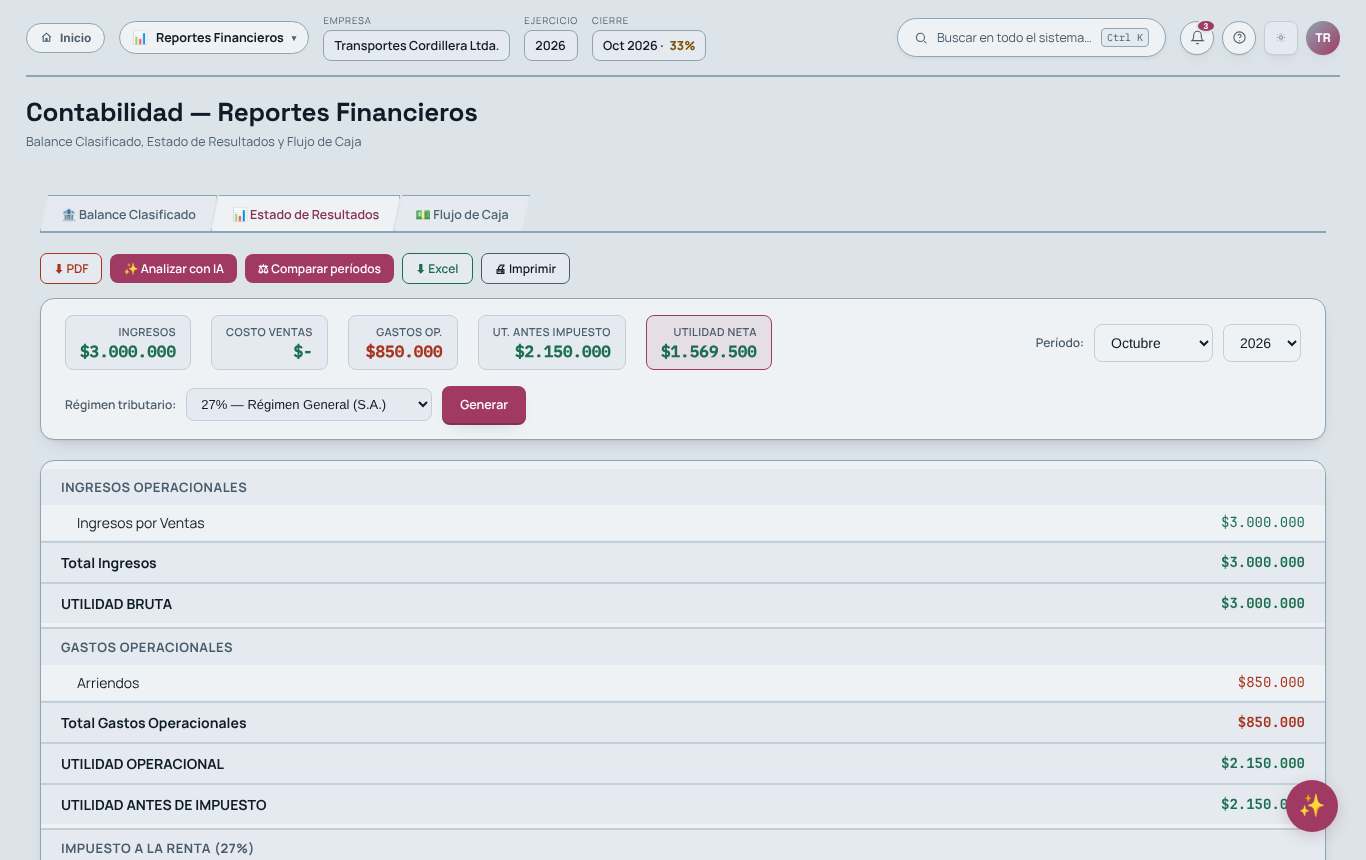 Inicio
Reportes Financieros
EMPRESA
Transportes Cordillera Ltda.
EJERCICIO
2026
CIERRE
Oct 2026 · 33%
Buscar en todo el sistema... Ctrl K
3
TR
Contabilidad — Reportes Financieros
Balance Clasificado, Estado de Resultados y Flujo de Caja
Balance Clasificado
Estado de Resultados
Flujo de Caja
PDF
Analizar con IA
Comparar períodos
Excel
Imprimir
INGRESOS
$3.000.000
COSTO VENTAS
$-
GASTOS OP.
$850.000
UT. ANTES IMPUESTO
$2.150.000
UTILIDAD NETA
$1.569.500
Período: Octubre 2026
Régimen tributario: 27% — Régimen General (S.A.) Generar
INGRESOS OPERACIONALES
Ingresos por Ventas $3.000.000
Total Ingresos $3.000.000
UTILIDAD BRUTA $3.000.000
GASTOS OPERACIONALES
Arriendos $850.000
Total Gastos Operacionales $850.000
UTILIDAD OPERACIONAL $2.150.000
UTILIDAD ANTES DE IMPUESTO $2.150.0
IMPUESTO A LA RENTA (27%)